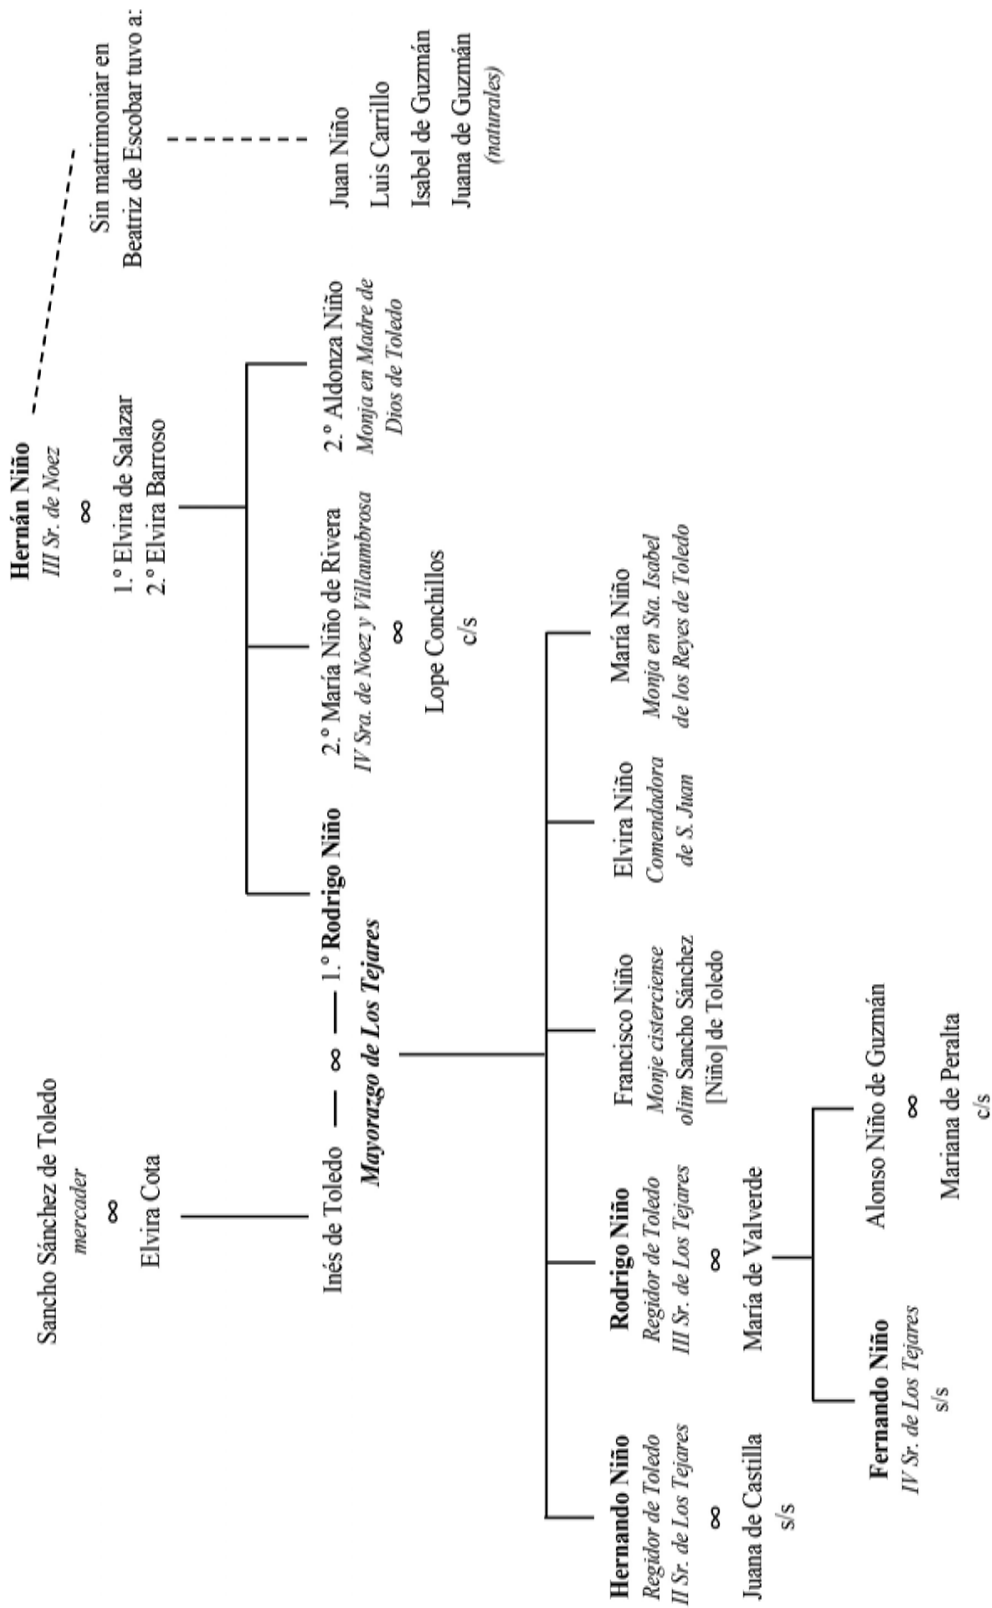 Hernán Niño
III Sr. de Noez
∞
1.º Elvira de Salazar
2.º Elvira Barroso
Sin matrimoniar en
Beatriz de Escobar tuvo a:
Juan Niño
Luis Carrillo
Isabel de Guzmán
Juana de Guzmán
(naturales)
Sancho Sánchez de Toledo
mercader
∞
Elvira Cota
Inés de Toledo — ∞ — 1.º Rodrigo Niño
Mayorazgo de Los Tejares
2.º María Niño de Rivera
IV Sra. de Noez y Villaumbrosa
∞
Lope Conchillos
c/s
2.º Aldonza Niño
Monja en Madre de
Dios de Toledo
Hernando Niño
Regidor de Toledo
II Sr. de Los Tejares
∞
Juana de Castilla
s/s
Rodrigo Niño
Regidor de Toledo
III Sr. de Los Tejares
∞
María de Valverde
Francisco Niño
Monje cisterciense
olim Sancho Sánchez
[Niño] de Toledo
Elvira Niño
Comendadora
de S. Juan
María Niño
Monja en Sta. Isabel
de los Reyes de Toledo
Fernando Niño
IV Sr. de Los Tejares
s/s
Alonso Niño de Guzmán
∞
Mariana de Peralta
c/s